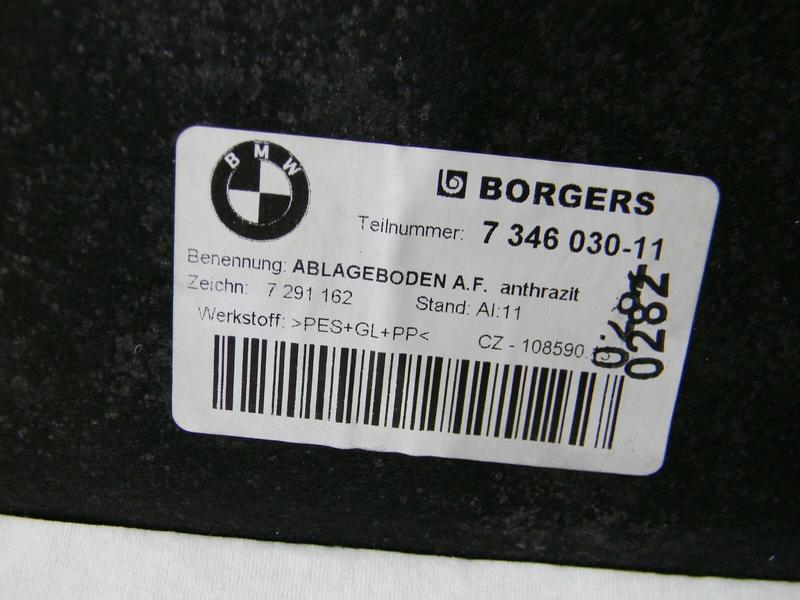 BMW
BORGERS
Teilnummer: 7 346 030-11
Benennung: ABLAGEBODEN A.F. anthrazit
Zeichn: 7 291 162 Stand: AI:11
Werkstoff: >PES+GL+PP< CZ - 108590.
0282